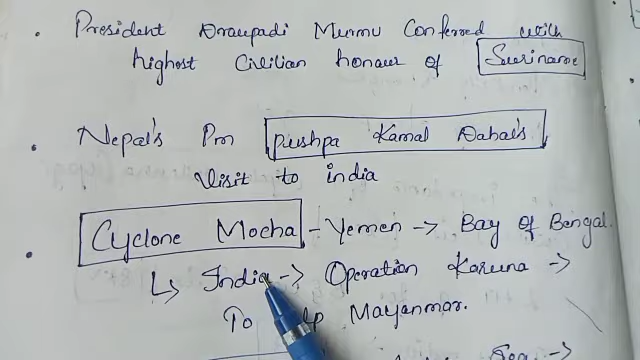 President Draupadi Murmu Conferred with
highest Civilian honour of Suriname
Nepal's Pm Pushpa Kamal Dahal's
Visit to india
Cyclone Mocha - Yemen -> Bay of Bengal.
↳ India -> Operation Karuna ->
To Mayanmar.